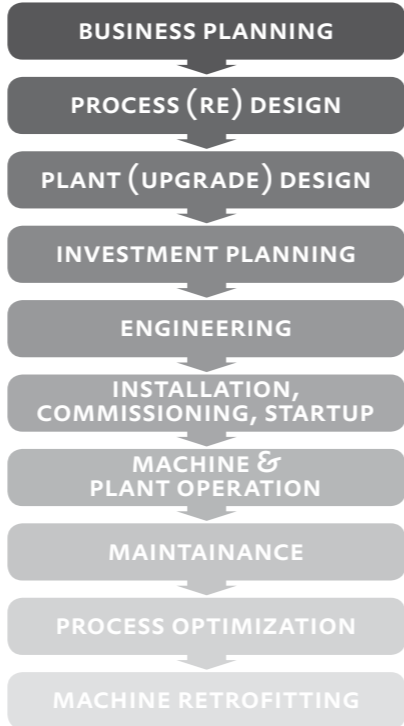 BUSINESS PLANNING
PROCESS (RE) DESIGN
PLANT (UPGRADE) DESIGN
INVESTMENT PLANNING
ENGINEERING
INSTALLATION,
COMMISSIONING, STARTUP
MACHINE &
PLANT OPERATION
MAINTAINANCE
PROCESS OPTIMIZATION
MACHINE RETROFITTING